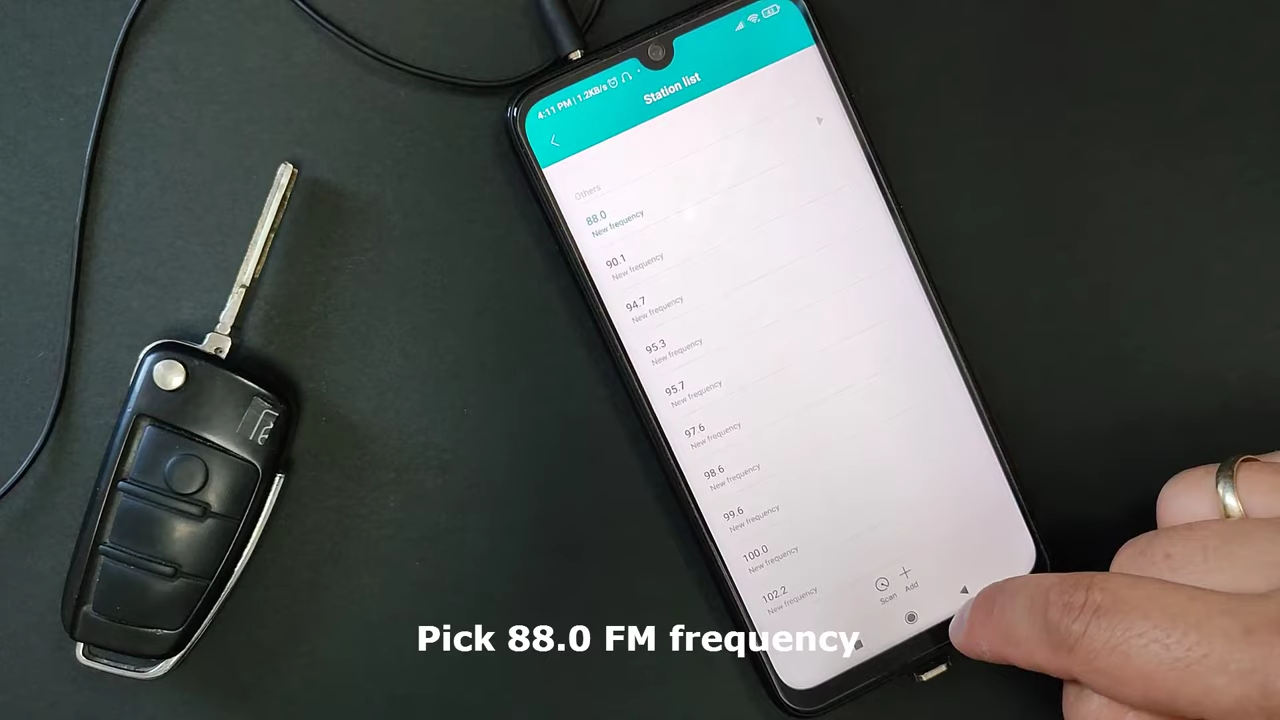 4:11 PM | 1.2KB/s
Station list
Others
88.0
New frequency
90.1
New frequency
94.7
New frequency
95.3
New frequency
95.7
New frequency
97.6
New frequency
98.6
New frequency
99.6
New frequency
100.0
New frequency
102.2
New frequency
Scan
Add
Pick 88.0 FM frequency